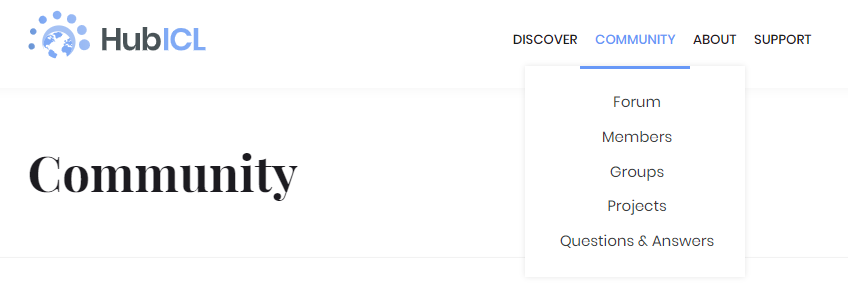 HubICL
DISCOVER COMMUNITY ABOUT SUPPORT
Forum
Members
Groups
Projects
Questions & Answers
Community